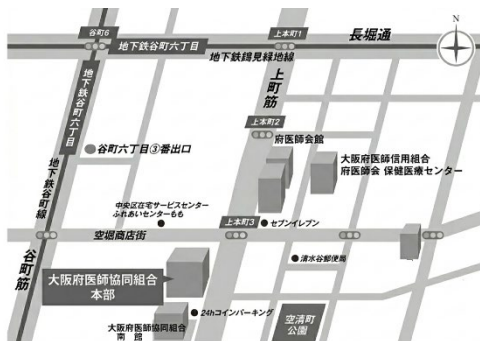 谷町6
上本町1
N
長堀通
地下鉄谷町六丁目
地下鉄鶴見緑地線
地下鉄谷町六丁目
上町筋
上本町2
府医師会館
谷町六丁目③番出口
大阪府医師信用組合
府医師会 保健医療センター
地下鉄谷町線
中央区在宅サービスセンター
ふれあいセンターもも
上本町3
セブンイレブン
空堀商店街
清水谷郵便局
谷町筋
大阪府医師協同組合
本部
24hコインパーキング
大阪府医師協同組合
南館
空清町
公園